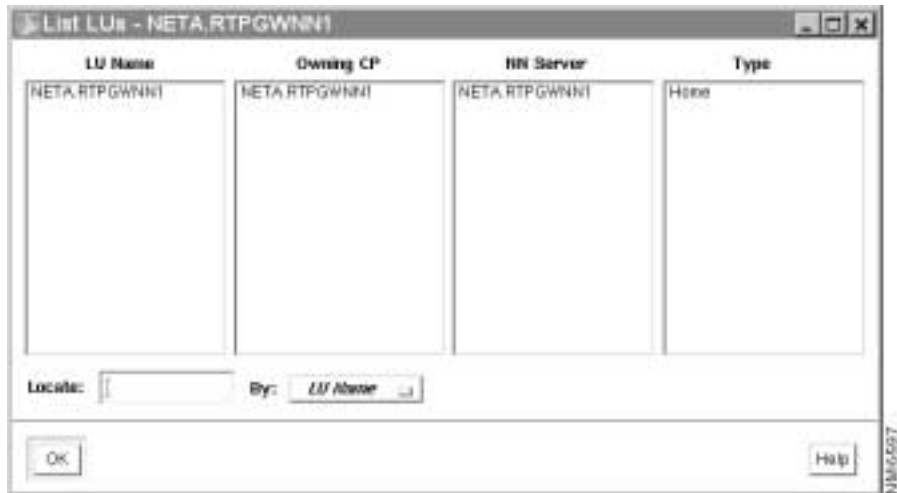 List LUs - NETA.RTPGWNN1
LU Name Owning CP NN Server Type
NETA.RTPGWNN1 NETA.RTPGWNN1 NETA.RTPGWNN1 Home
Locate: By: LU Name
OK Help
NM6597